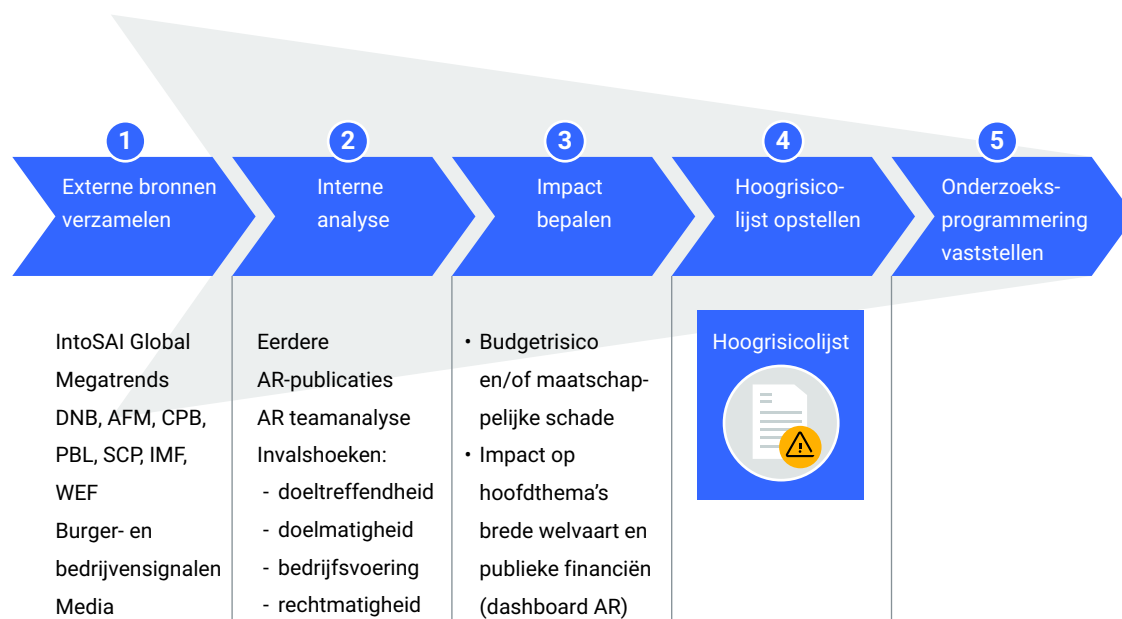 1
Externe bronnen
verzamelen
2
Interne
analyse
3
Impact
bepalen
4
Hoogrisico-
lijst opstellen
5
Onderzoeks-
programmering
vaststellen
IntoSAI Global
Megatrends
DNB, AFM, CPB,
PBL, SCP, IMF,
WEF
Burger- en
bedrijvensignalen
Media
Eerdere
AR-publicaties
AR teamanalyse
Invalshoeken:
- doeltreffendheid
- doelmatigheid
- bedrijfsvoering
- rechtmatigheid
• Budgetrisico
en/of maatschap-
pelijke schade
• Impact op
hoofdthema’s
brede welvaart en
publieke financiën
(dashboard AR)
Hoogrisicolijst